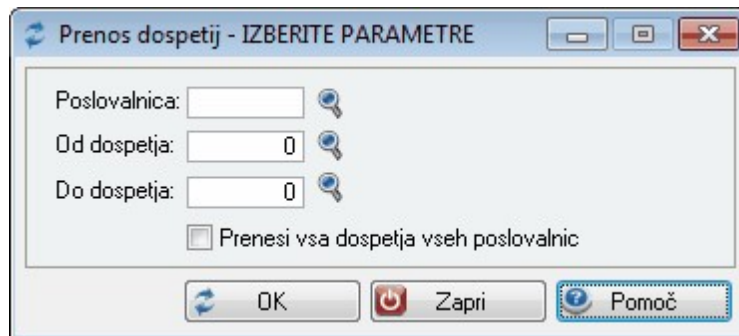 Prenos dospetij - IZBERITE PARAMETRE
Poslovalnica:
Od dospetja: 0
Do dospetja: 0
Prenesi vsa dospetja vseh poslovalnic
OK Zapri Pomoč